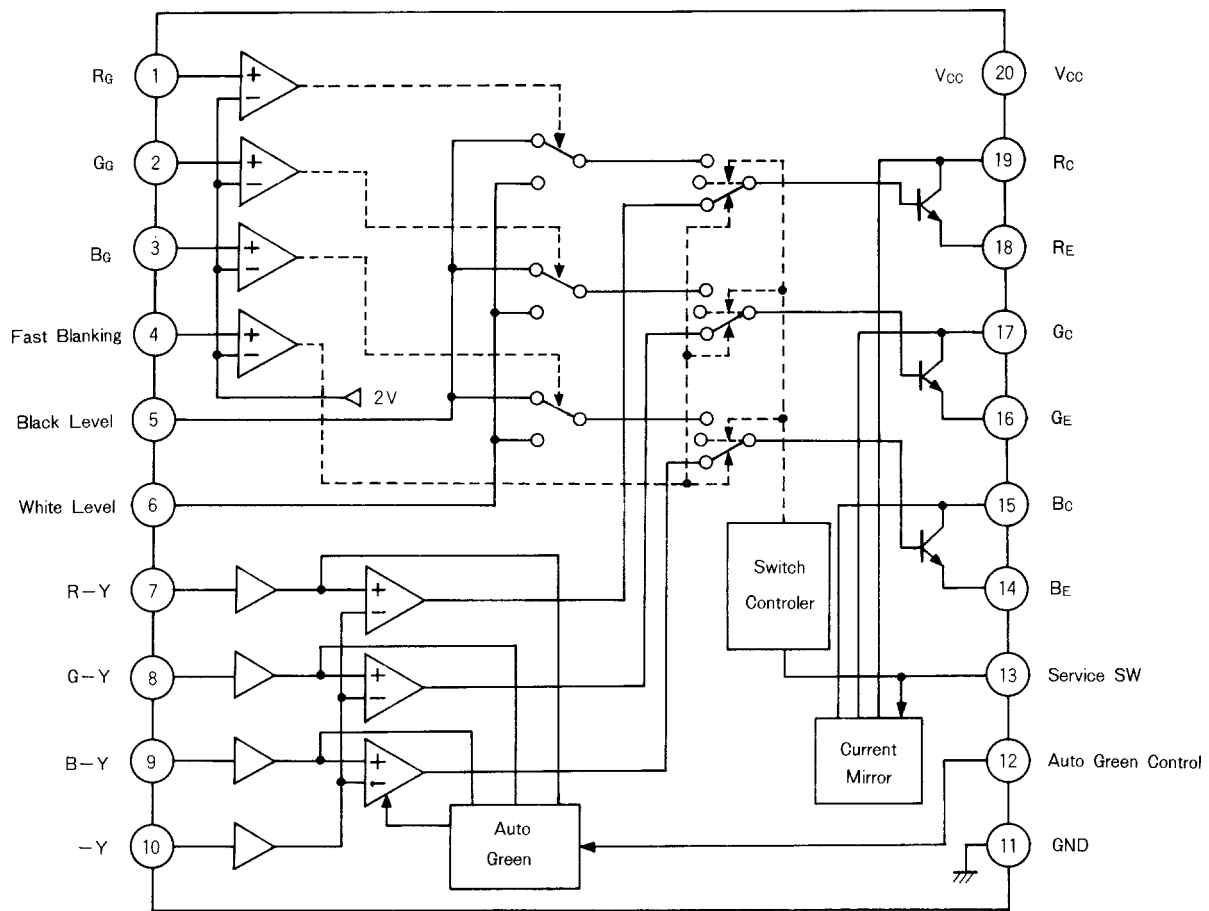 RG 1
VCC 20 VCC
GG 2
RC 19
BG 3
RE 18
Fast Blanking 4
GC 17
2V
Black Level 5
GE 16
White Level 6
BC 15
R-Y 7
Switch
Controler
BE 14
G-Y 8
Service SW 13
B-Y 9
Current
Mirror
Auto Green Control 12
-Y 10
Auto
Green
GND 11
+
−
+
−
+
−
+
−
+
−
+
−
+
−